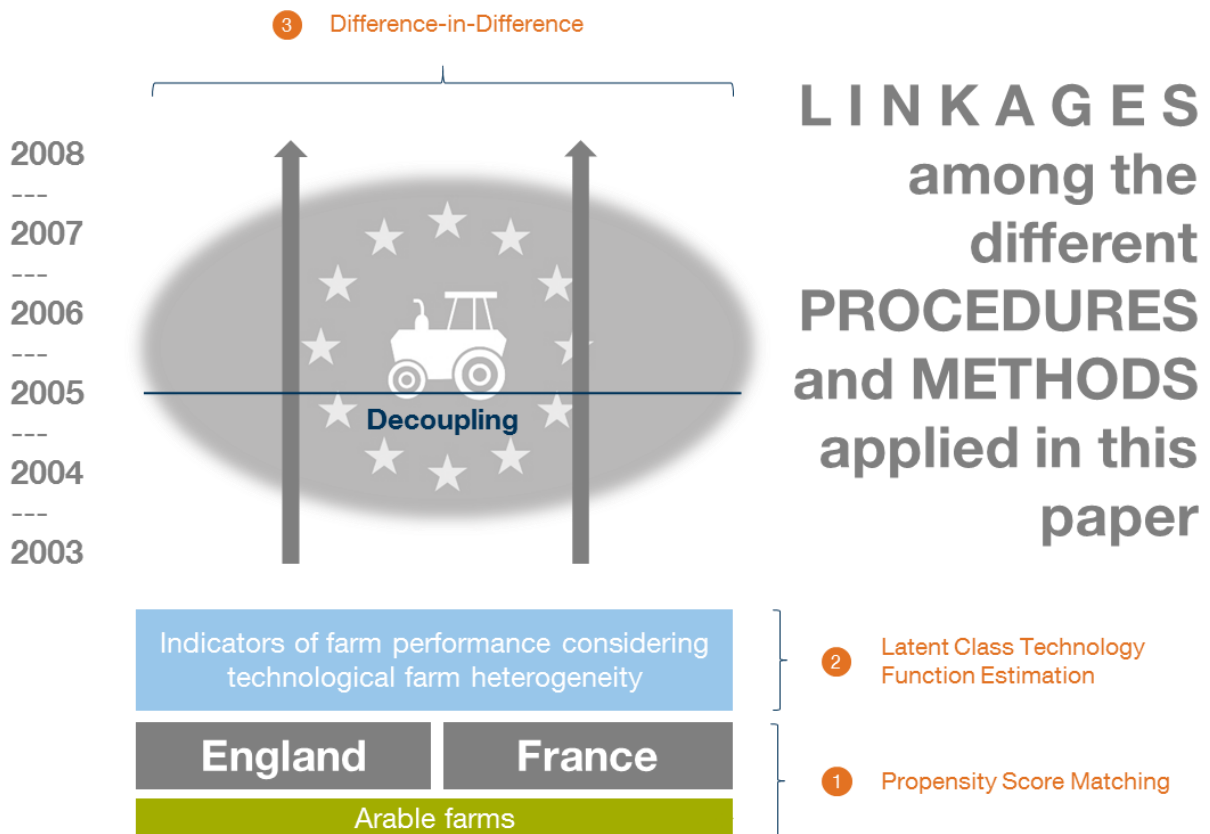 3 Difference-in-Difference
LINKAGES
among the
different
PROCEDURES
and METHODS
applied in this
paper
2008
---
2007
---
2006
---
2005
---
2004
---
2003
Decoupling
Indicators of farm performance considering
technological farm heterogeneity
2 Latent Class Technology
Function Estimation
England France
1 Propensity Score Matching
Arable farms